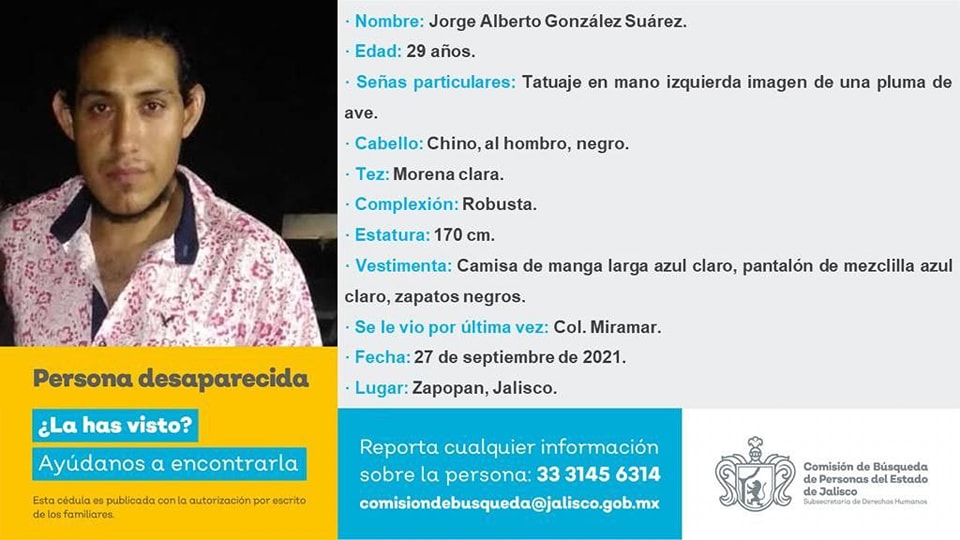 · Nombre: Jorge Alberto González Suárez.
· Edad: 29 años.
· Señas particulares: Tatuaje en mano izquierda imagen de una pluma de
ave.
· Cabello: Chino, al hombro, negro.
· Tez: Morena clara.
· Complexión: Robusta.
· Estatura: 170 cm.
· Vestimenta: Camisa de manga larga azul claro, pantalón de mezclilla azul
claro, zapatos negros.
· Se le vio por última vez: Col. Miramar.
· Fecha: 27 de septiembre de 2021.
· Lugar: Zapopan, Jalisco.
Persona desaparecida
¿La has visto?
Ayúdanos a encontrarla
Esta cédula es publicada con la autorización por escrito
de los familiares.
Reporta cualquier información
sobre la persona: 33 3145 6314
comisiondebusqueda@jalisco.gob.mx
Comisión de Búsqueda
de Personas del Estado
de Jalisco
Subsecretaría de Derechos Humanos